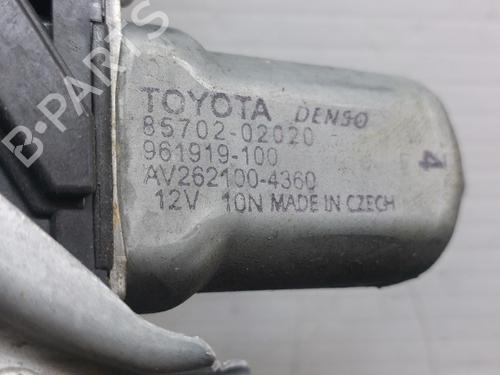 B-PARTS
TOYOTA DENSO
85702-02020
961919-100
AV262100-4360
12V 10N MADE IN CZECH
4